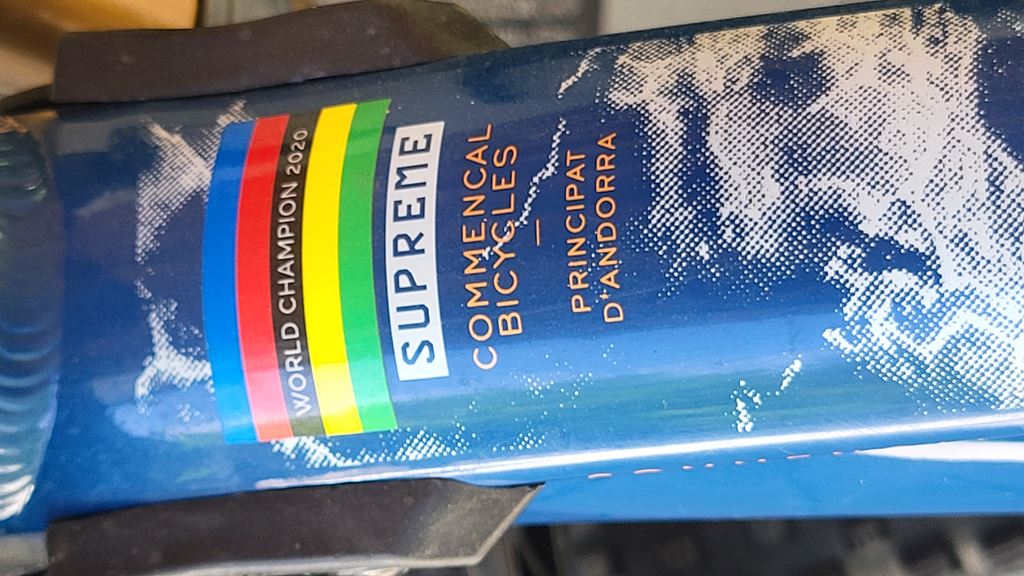 WORLD CHAMPION 2020
SUPREME
COMMENCAL
BICYCLES
—
PRINCIPAT
D'ANDORRA